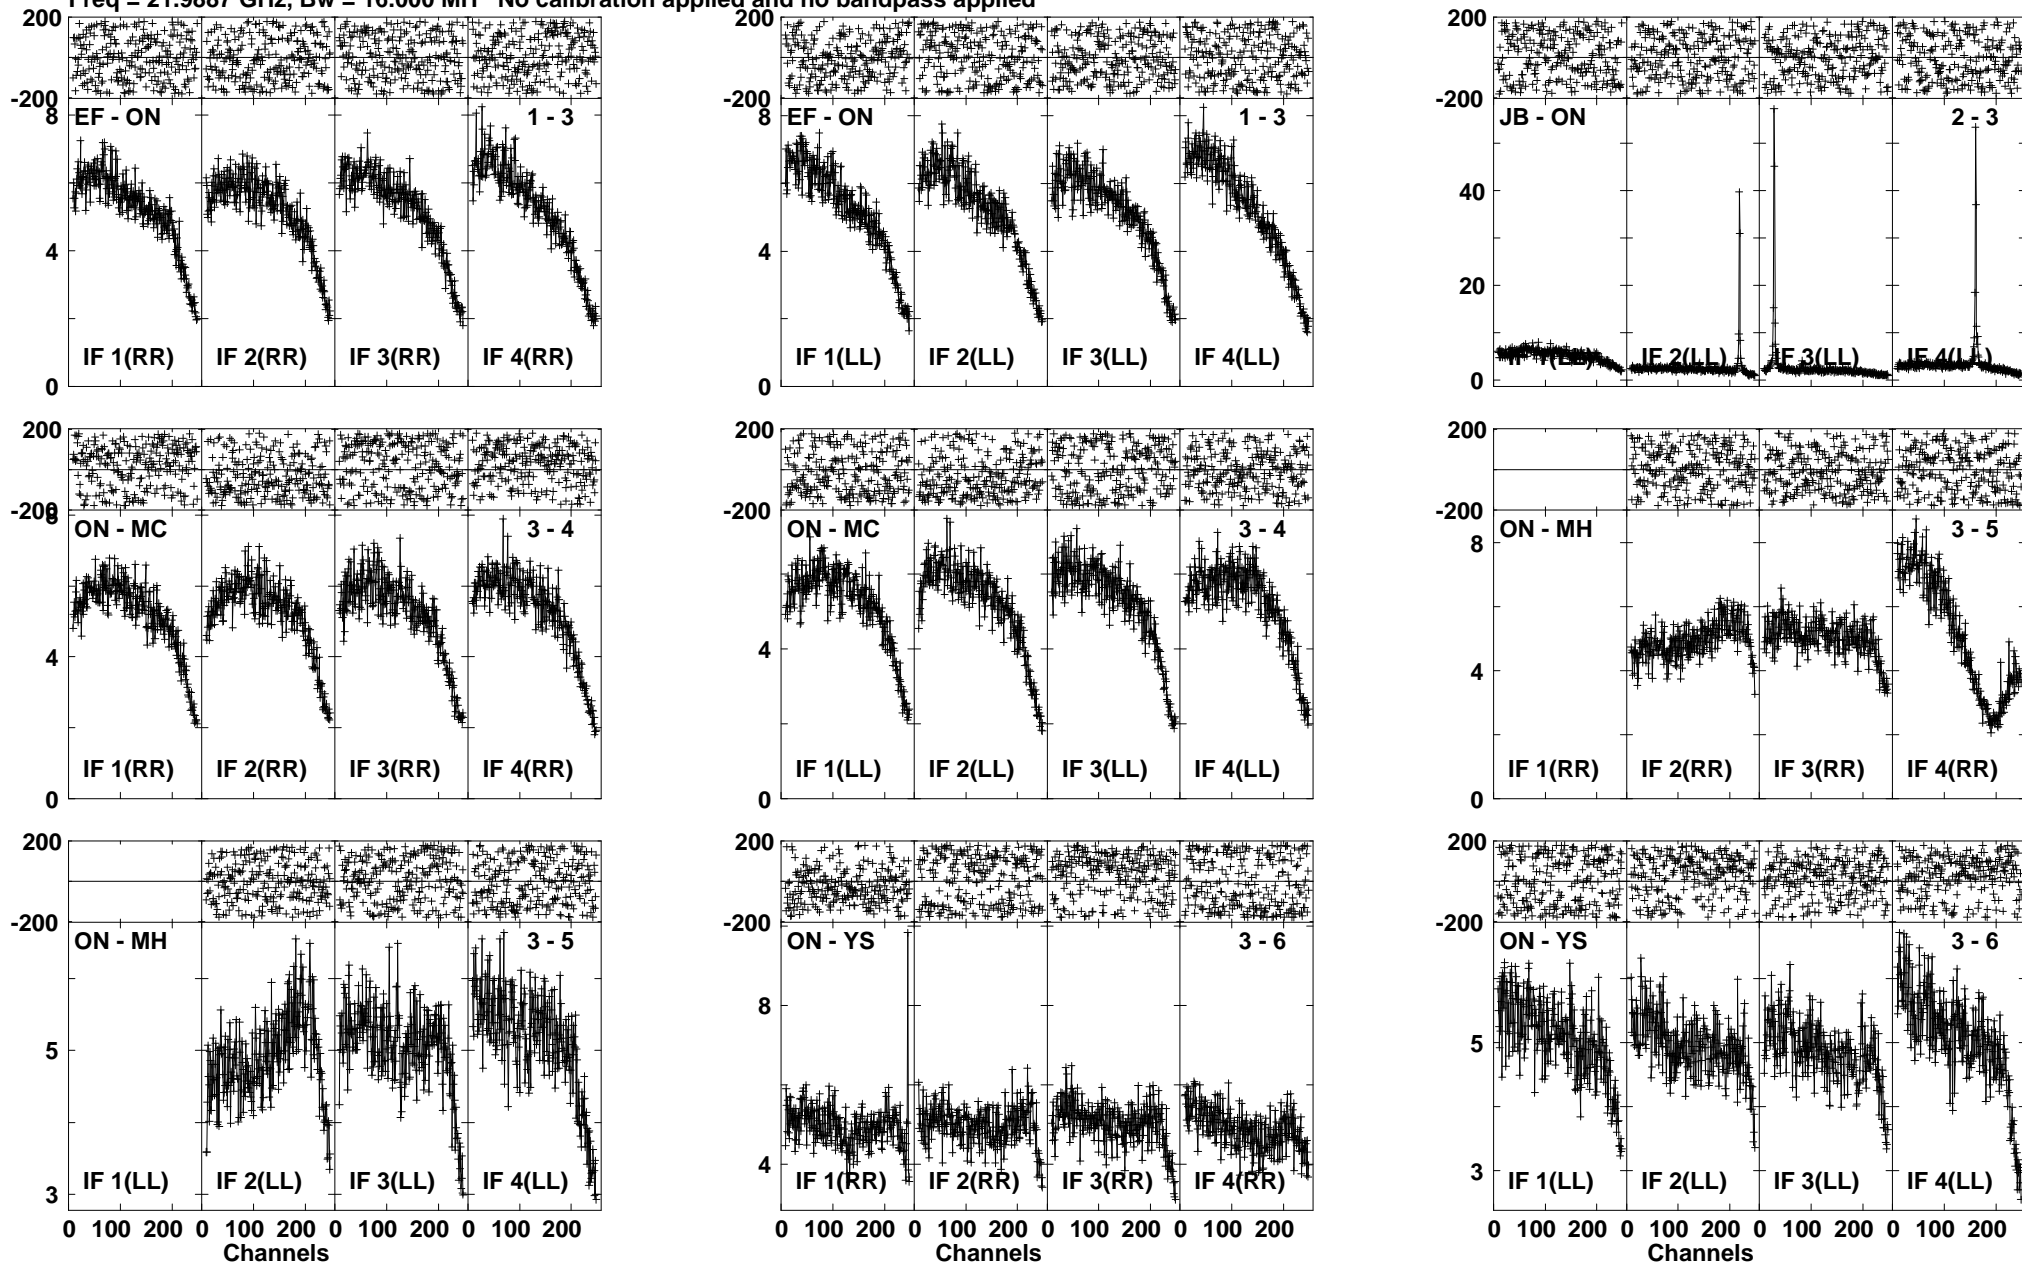 Freq = 21.9887 GHz, Bw = 16.000 MH No calibration applied and no bandpass applied
200 200 200
-200 -200 -200
8 EF - ON 1 - 3 8 EF - ON 1 - 3 JB - ON 2 - 3
40
4 4 20
IF 1(RR) IF 2(RR) IF 3(RR) IF 4(RR) IF 1(LL) IF 2(LL) IF 3(LL) IF 4(LL) IF 1(LL) IF 2(LL) IF 3(LL) IF 4(LL)
0 0 0
200 200 200
-200 -200 -200
8 ON - MC 3 - 4 ON - MC 3 - 4 ON - MH 3 - 5
8
4 4 4
IF 1(RR) IF 2(RR) IF 3(RR) IF 4(RR) IF 1(LL) IF 2(LL) IF 3(LL) IF 4(LL) IF 1(RR) IF 2(RR) IF 3(RR) IF 4(RR)
0 0 0
200 200 200
-200 -200 -200
ON - MH 3 - 5 ON - YS 3 - 6 ON - YS 3 - 6
8
5 5
4
IF 1(LL) IF 2(LL) IF 3(LL) IF 4(LL) IF 1(RR) IF 2(RR) IF 3(RR) IF 4(RR) IF 1(LL) IF 2(LL) IF 3(LL) IF 4(LL)
3 3
0 100 200 0 100 200 0 100 200 0 100 200 0 100 200 0 100 200 0 100 200 0 100 200 0 100 200 0 100 200 0 100 200 0 100 200
Channels Channels Channels